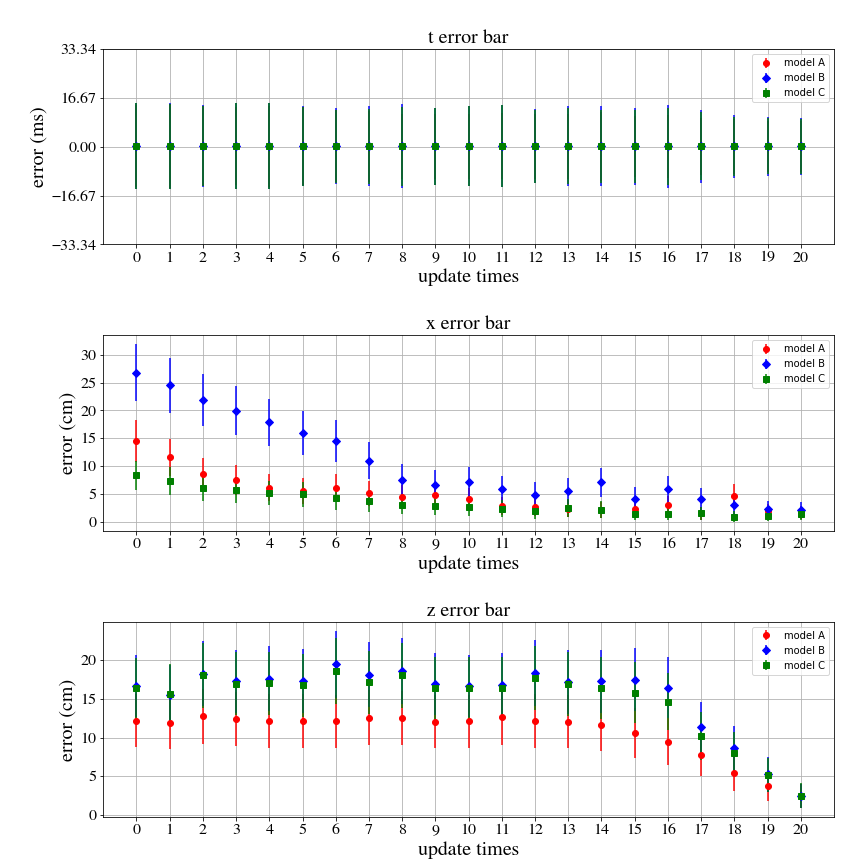 t error bar
error (ms)
33.34
16.67
0.00
−16.67
−33.34
model A
model B
model C
0 1 2 3 4 5 6 7 8 9 10 11 12 13 14 15 16 17 18 19 20
update times
x error bar
error (cm)
30
25
20
15
10
5
0
model A
model B
model C
0 1 2 3 4 5 6 7 8 9 10 11 12 13 14 15 16 17 18 19 20
update times
z error bar
error (cm)
20
15
10
5
0
model A
model B
model C
0 1 2 3 4 5 6 7 8 9 10 11 12 13 14 15 16 17 18 19 20
update times